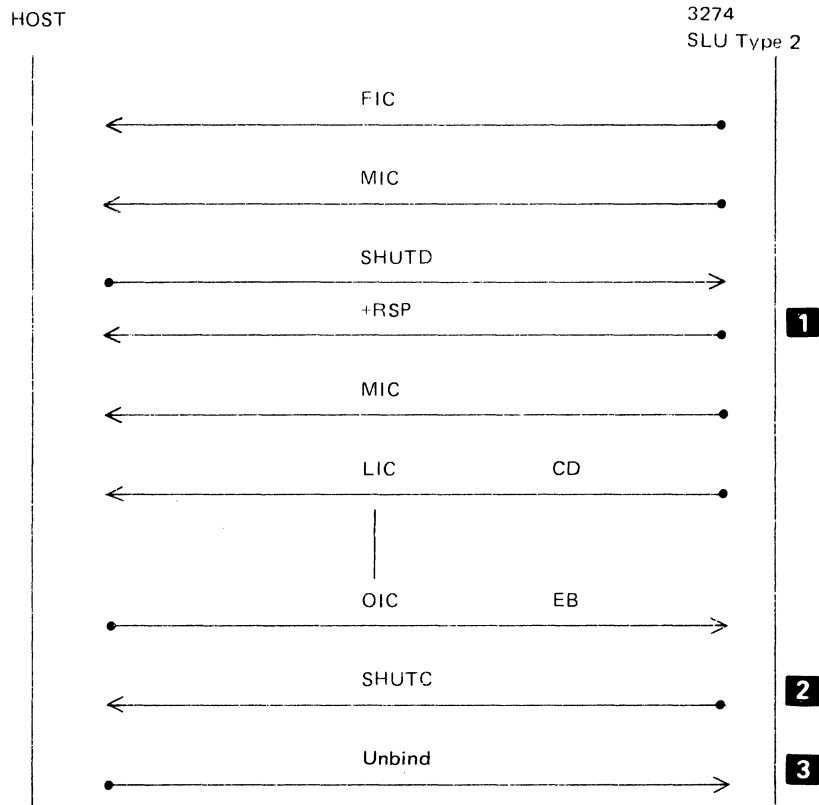 HOST
3274
SLU Type 2
FIC
MIC
SHUTD
+RSP
1
MIC
LIC CD
OIC EB
SHUTC
2
Unbind
3